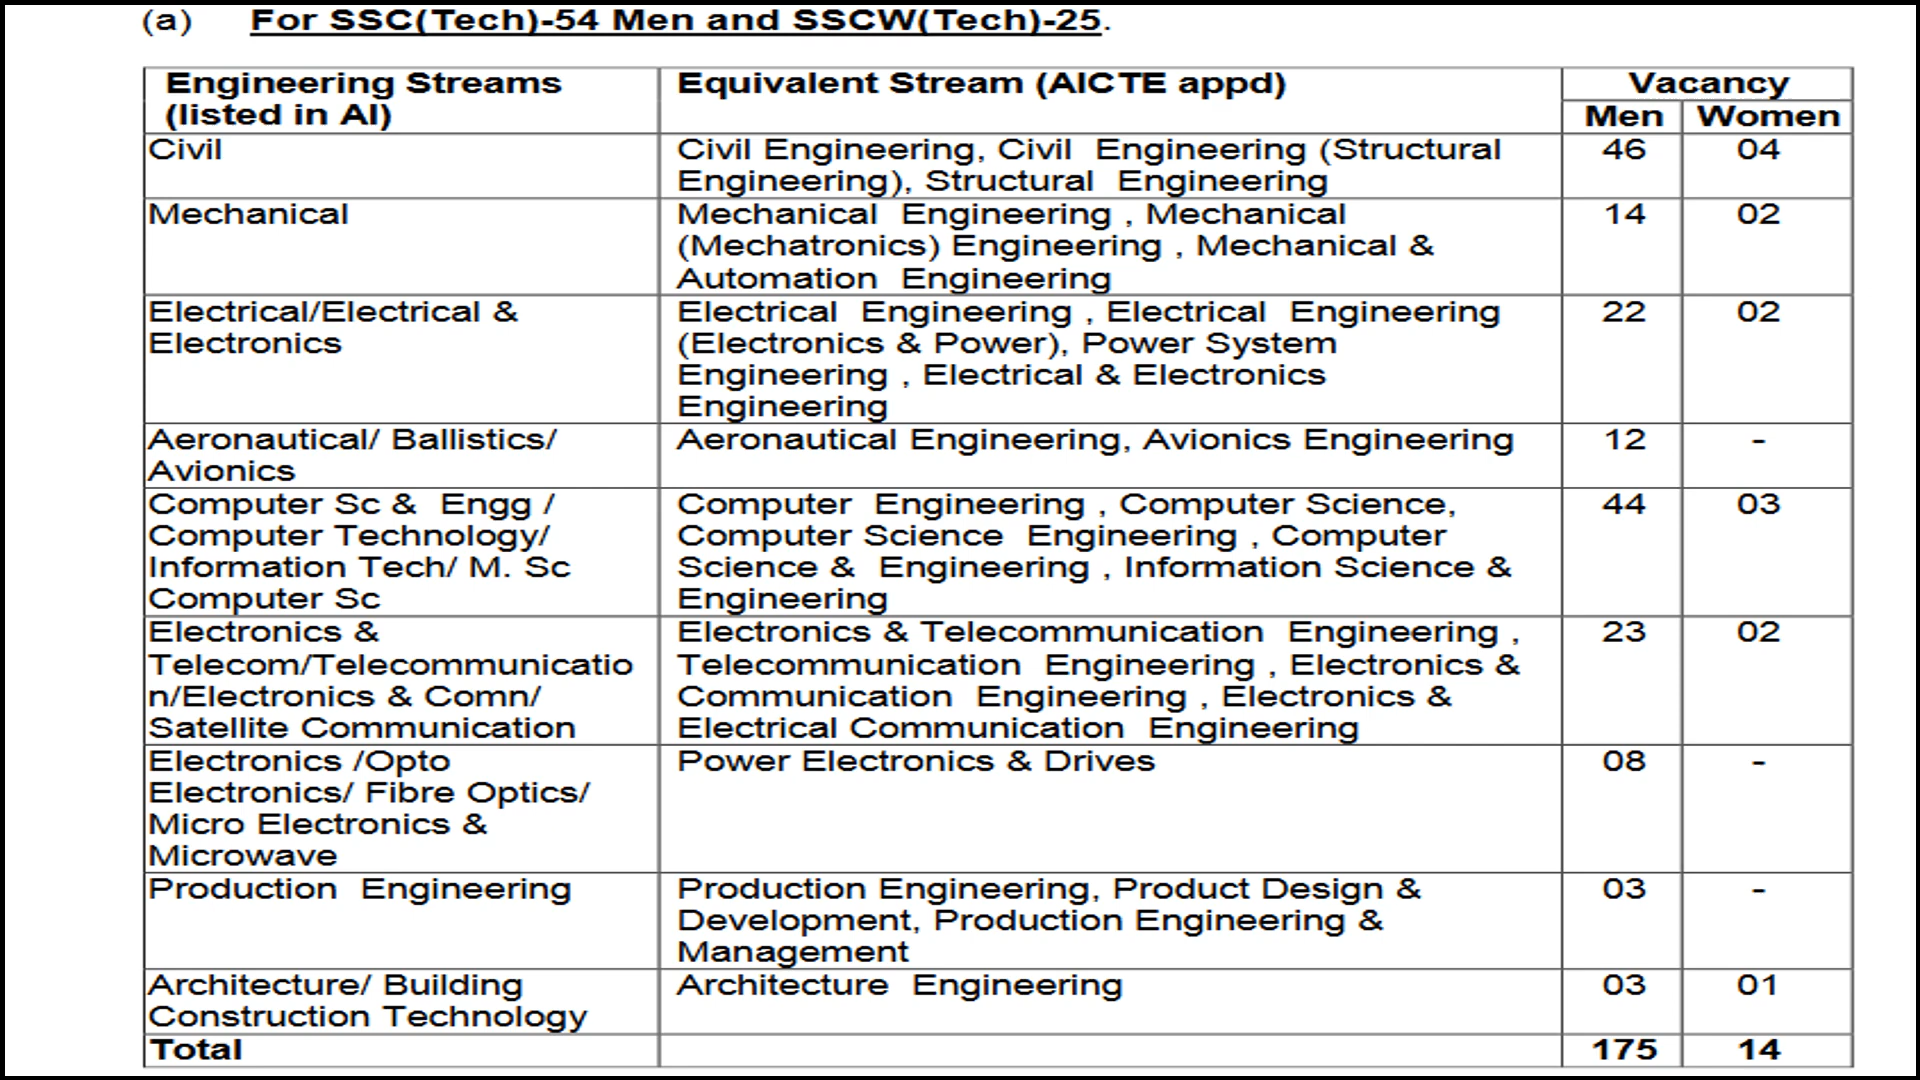 (a) For SSC(Tech)-54 Men and SSCW(Tech)-25.
Engineering Streams (listed in AI) Equivalent Stream (AICTE appd) Vacancy
Men Women
Civil Civil Engineering, Civil Engineering (Structural 46 04
Engineering), Structural Engineering
Mechanical Mechanical Engineering , Mechanical 14 02
(Mechatronics) Engineering , Mechanical &
Automation Engineering
Electrical/Electrical & Electrical Engineering , Electrical Engineering 22 02
Electronics (Electronics & Power), Power System
Engineering , Electrical & Electronics
Engineering
Aeronautical/ Ballistics/ Aeronautical Engineering, Avionics Engineering 12 -
Avionics
Computer Sc & Engg / Computer Engineering , Computer Science, 44 03
Computer Technology/ Computer Science Engineering , Computer
Information Tech/ M. Sc Science & Engineering , Information Science &
Computer Sc Engineering
Electronics & Electronics & Telecommunication Engineering , 23 02
Telecom/Telecommunicatio Telecommunication Engineering , Electronics &
n/Electronics & Comn/ Communication Engineering , Electronics &
Satellite Communication Electrical Communication Engineering
Electronics /Opto Power Electronics & Drives 08 -
Electronics/ Fibre Optics/
Micro Electronics &
Microwave
Production Engineering Production Engineering, Product Design & 03 -
Development, Production Engineering &
Management
Architecture/ Building Architecture Engineering 03 01
Construction Technology
Total 175 14